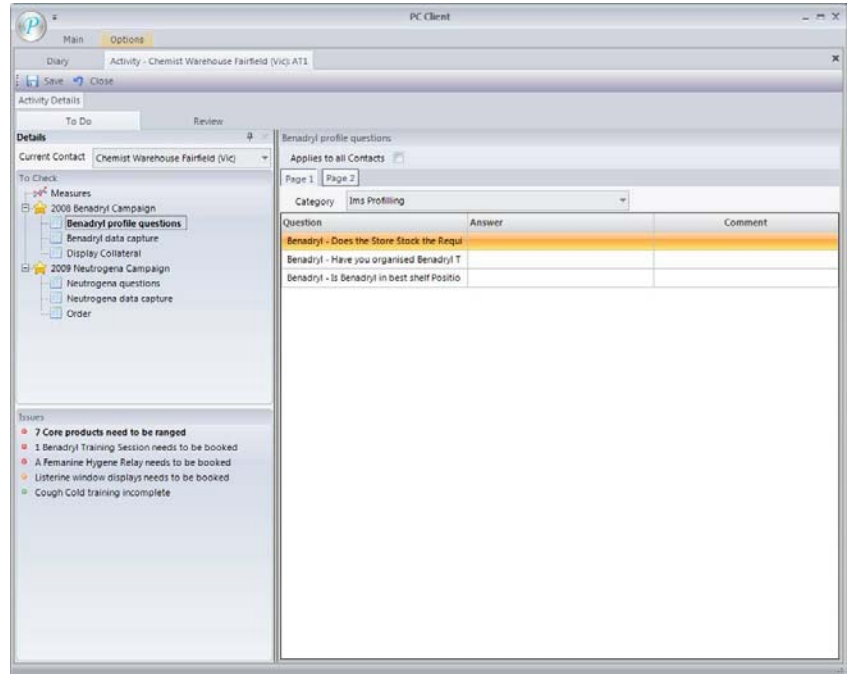 PC Client
Main Options
Diary Activity - Chemist Warehouse Fairfield (Vic): AT1
Save Close
Activity Details
To Do Review
Details
Current Contact Chemist Warehouse Fairfield (Vic)
To Check
Measures
2008 Benadryl Campaign
Benadryl profile questions
Benadryl data capture
Display Collateral
2009 Neutrogena Campaign
Neutrogena questions
Neutrogena data capture
Order
Issues
7 Core products need to be ranged
1 Benadryl Training Session needs to be booked
A Femanine Hygene Relay needs to be booked
Listerine window displays needs to be booked
Cough Cold training incomplete
Benadryl profile questions
Applies to all Contacts
Page 1 Page 2
Category Ims Profilling
Question Answer Comment
Benadryl - Does the Store Stock the Requi
Benadryl - Have you organised Benadryl T
Benadryl - Is Benadryl in best shelf Positio